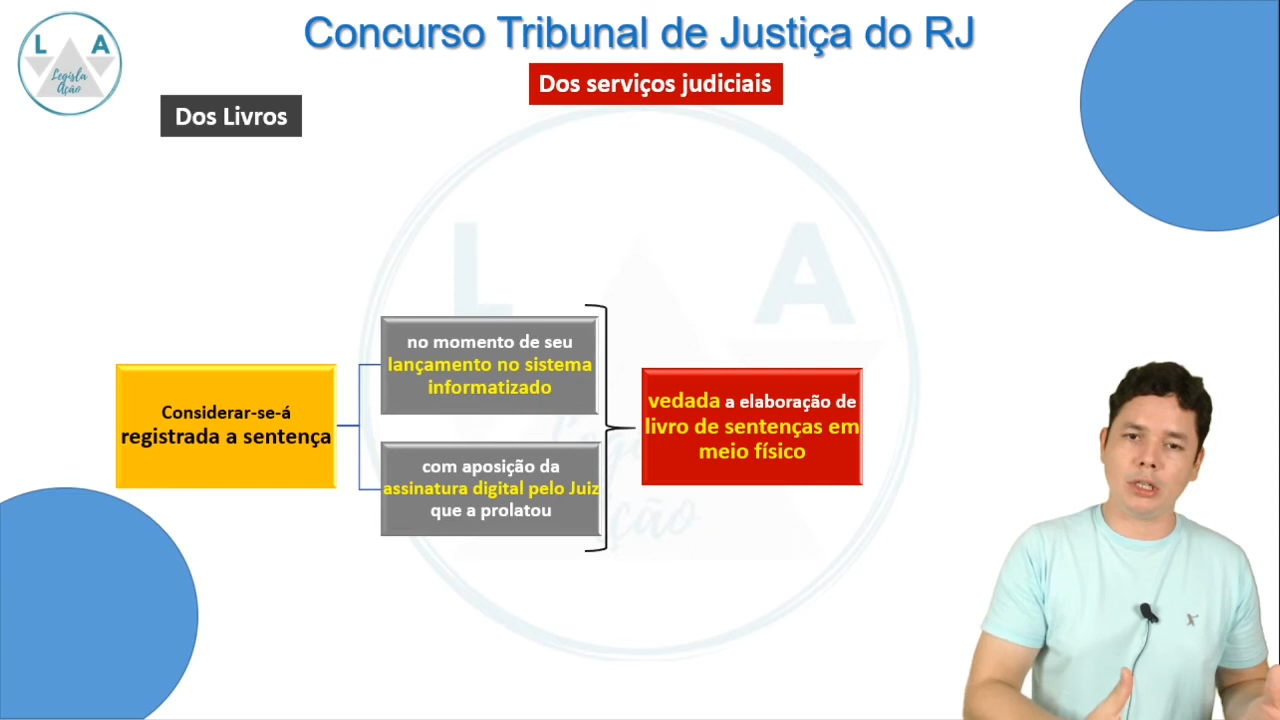 Concurso Tribunal de Justiça do RJ
L A
Legisla
Ação
Dos serviços judiciais
Dos Livros
L A
Considerar-se-á
registrada a sentença
no momento de seu
lançamento no sistema
informatizado
com aposição da
assinatura digital pelo Juiz
que a prolatou
vedada a elaboração de
livro de sentenças em
meio físico